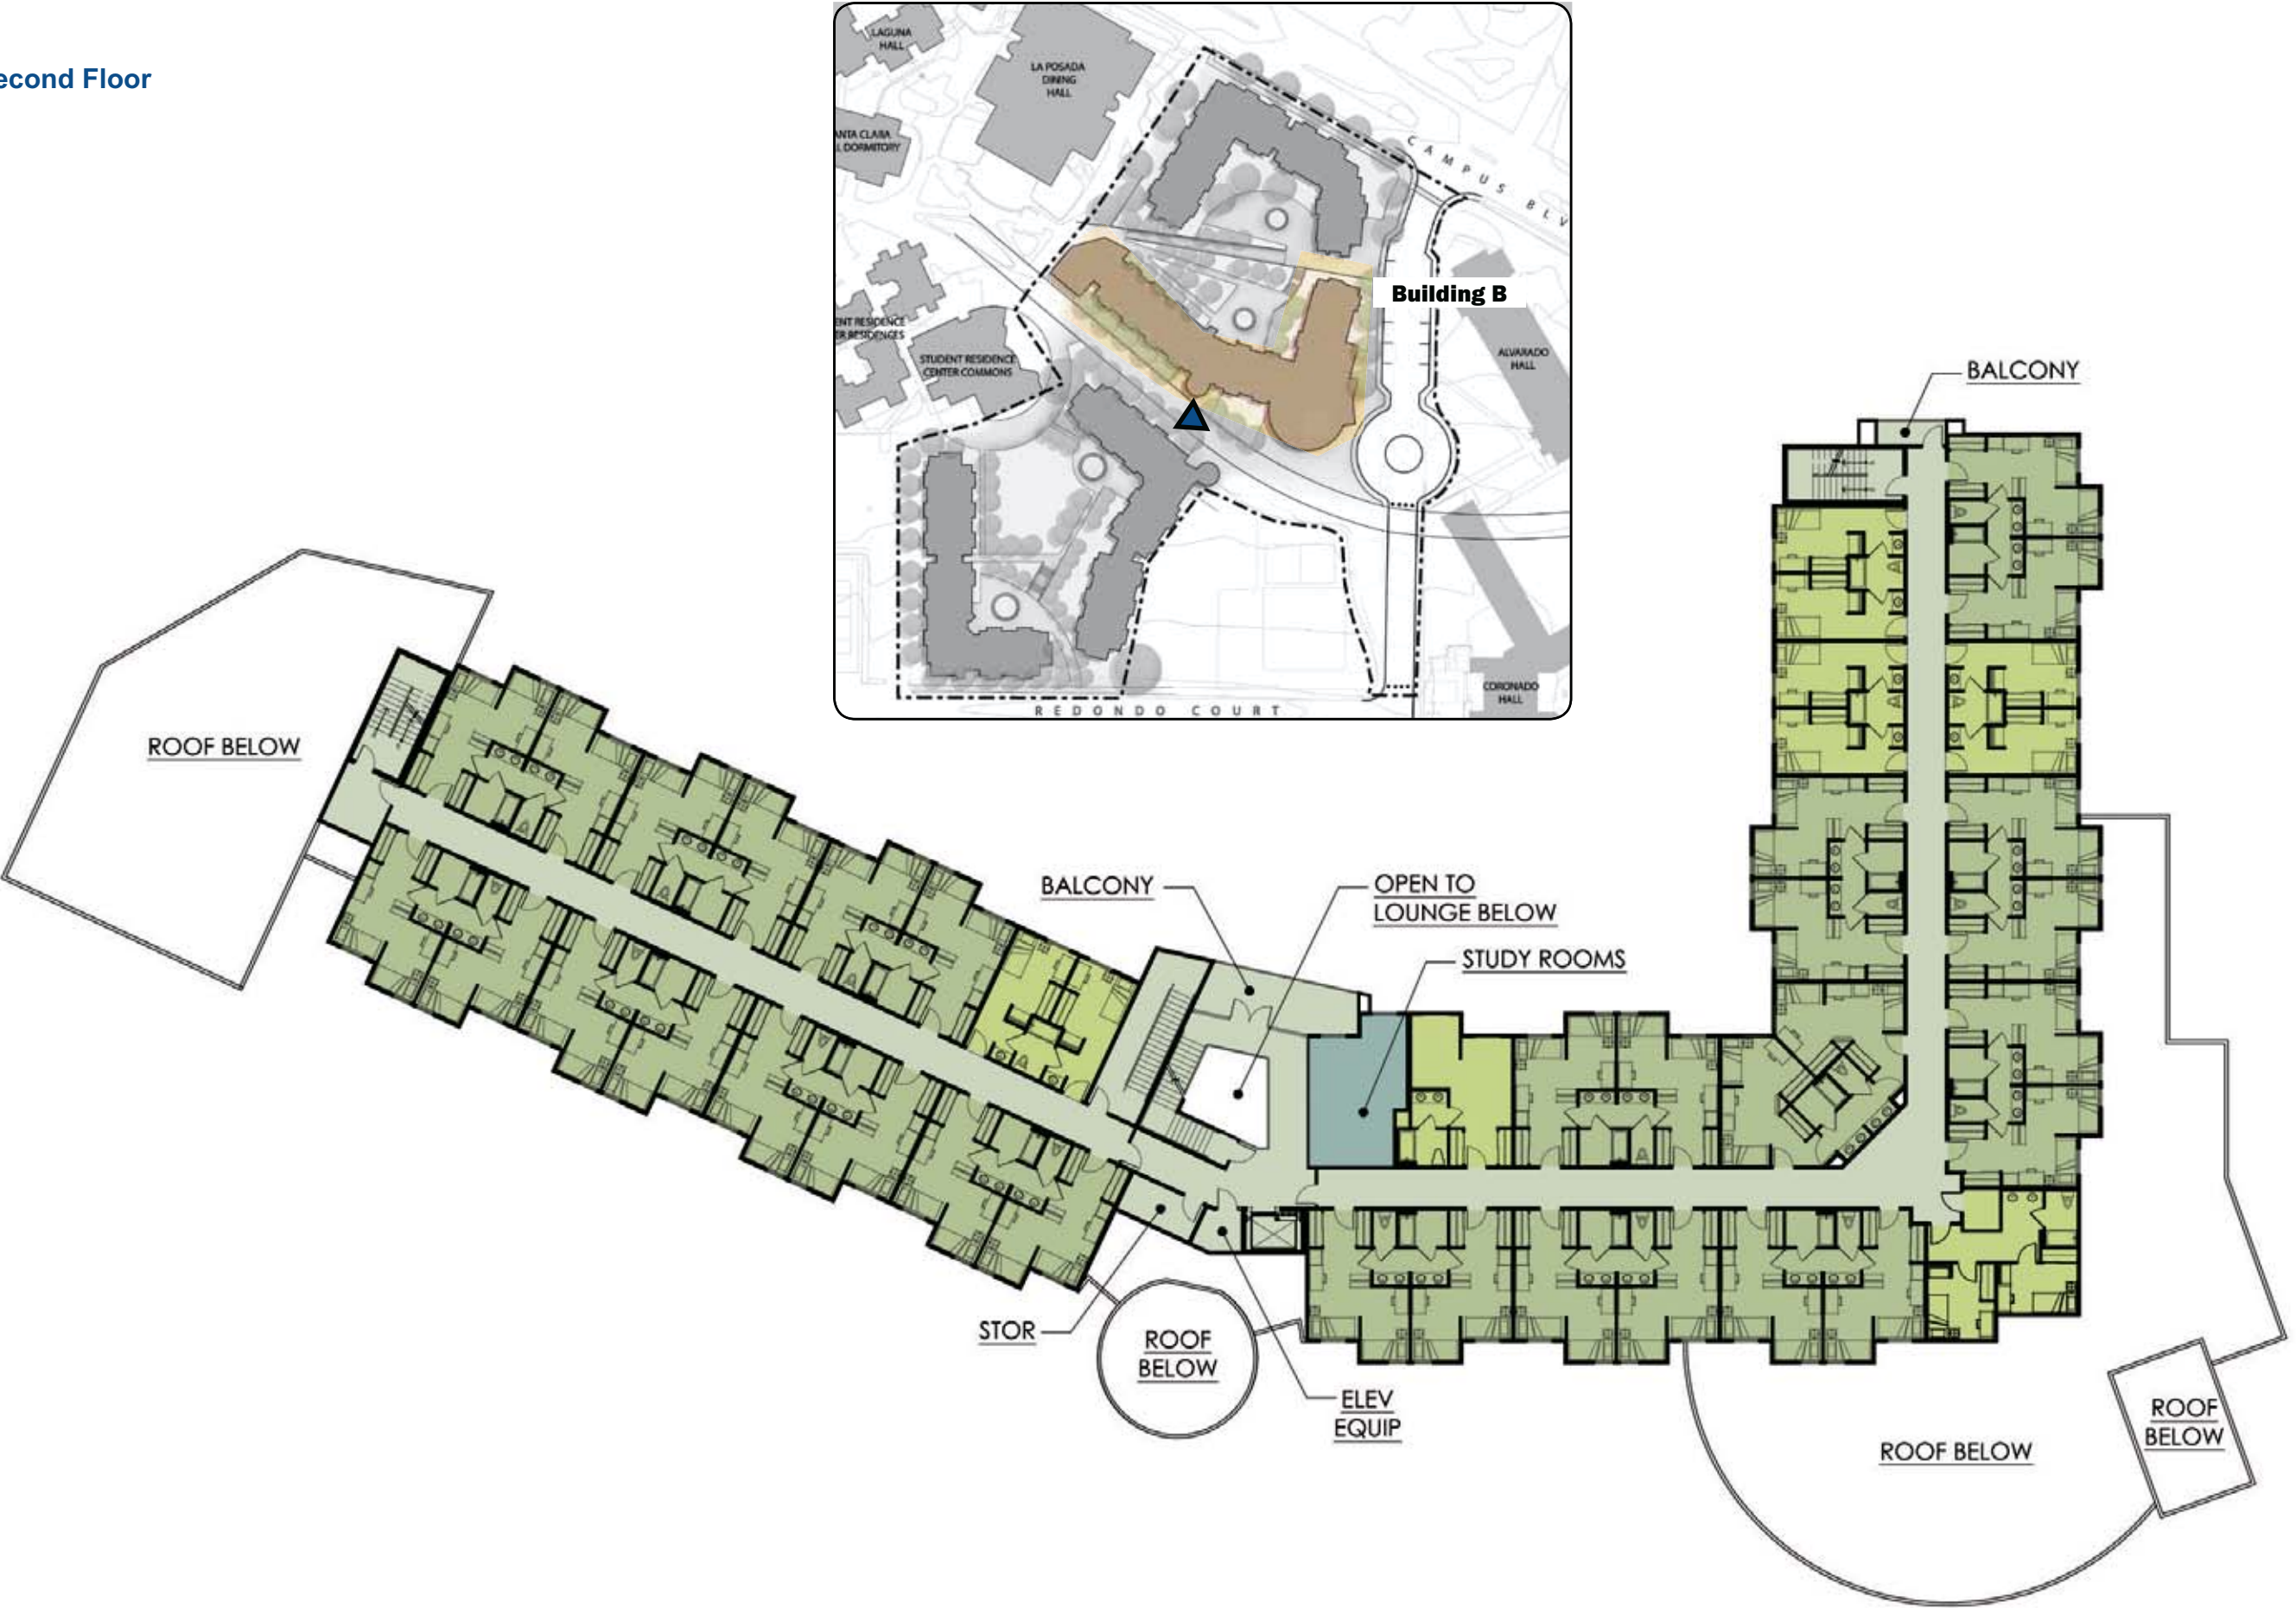 econd Floor
LAGUNA
HALL
LA POSADA
DINING
HALL
ANTA CLARA
L DORMITORY
CAMPUS BLV
Building B
ENT RESIDENCE
ER RESIDENCES
STUDENT RESIDENCE
CENTER COMMONS
ALVARADO
HALL
CORONADO
HALL
REDONDO COURT
BALCONY
ROOF BELOW
BALCONY
OPEN TO
LOUNGE BELOW
STUDY ROOMS
STOR
ROOF
BELOW
ELEV
EQUIP
ROOF BELOW
ROOF
BELOW